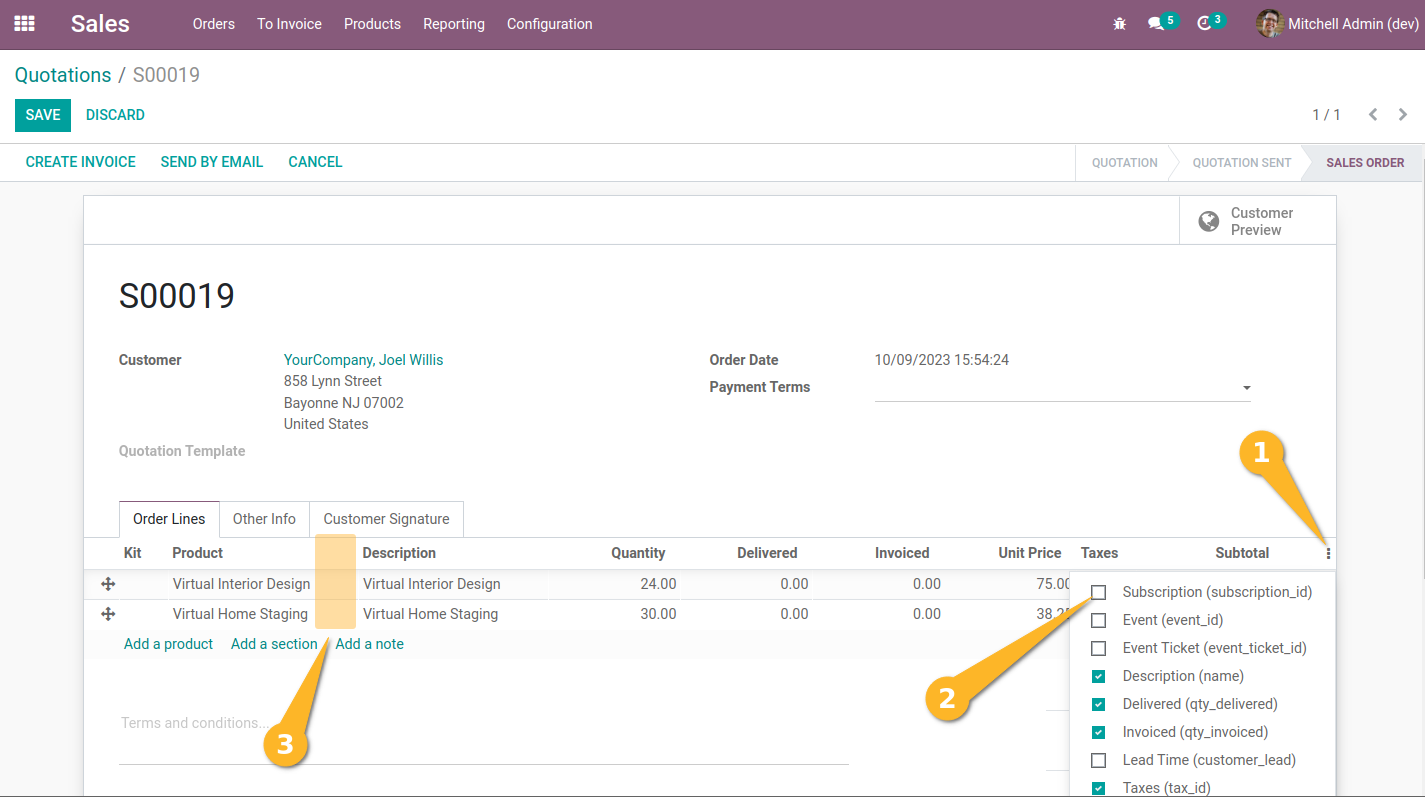 Sales Orders To Invoice Products Reporting Configuration 5 3 Mitchell Admin (dev)
Quotations / S00019
SAVE DISCARD 1 / 1
CREATE INVOICE SEND BY EMAIL CANCEL QUOTATION QUOTATION SENT SALES ORDER
Customer
Preview
S00019
Customer YourCompany, Joel Willis Order Date 10/09/2023 15:54:24
858 Lynn Street
Payment Terms
Bayonne NJ 07002
United States
Quotation Template
1
Order Lines Other Info Customer Signature
Kit Product Description Quantity Delivered Invoiced Unit Price Taxes Subtotal
Virtual Interior Design Virtual Interior Design 24.00 0.00 0.00 75.00
Subscription (subscription_id)
Virtual Home Staging Virtual Home Staging 30.00 0.00 0.00 38.25
Event (event_id)
Add a product Add a section Add a note
Event Ticket (event_ticket_id)
Description (name)
2
Delivered (qty_delivered)
Terms and conditions...
Invoiced (qty_invoiced)
3
Lead Time (customer_lead)
Taxes (tax_id)